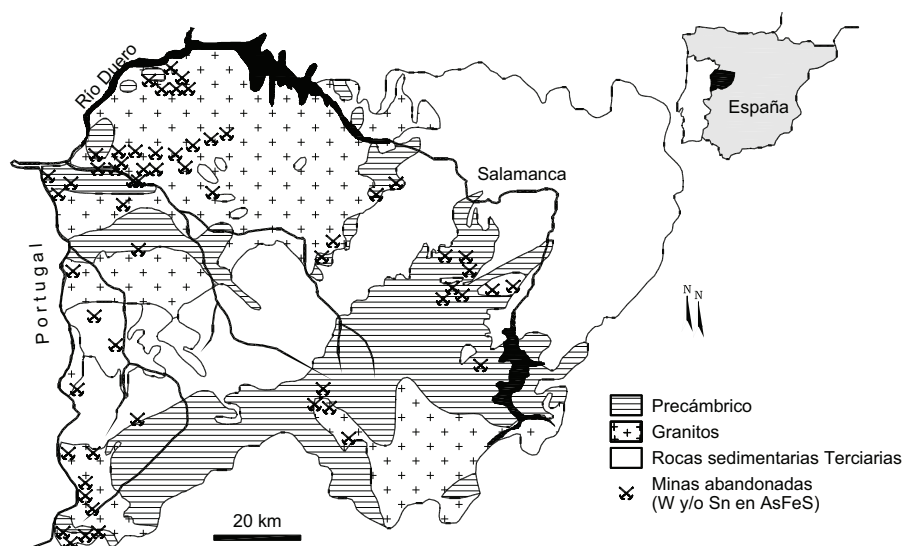 Río Duero
España
Salamanca
Portugal
N N
Precámbrico
Granitos
Rocas sedimentarias Terciarias
Minas abandonadas
(W y/o Sn en AsFeS)
20 km